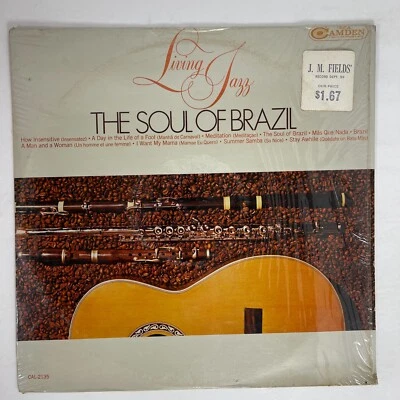 CAMDEN
Living
Jazz
J. M. FIELDS'
$1.67
THE SOUL OF BRAZIL
How Insensitive (Insensatez) • A Day in the Life of a Fool (Manhã de Carnaval) • Meditation (Meditação) • The Soul of Brazil • Mas Que Nada • Brazil
A Man and a Woman (Un homme et une femme) • I Want My Mama (Mamae Eu Quero) • Summer Samba (So Nice) • Stay Awhile